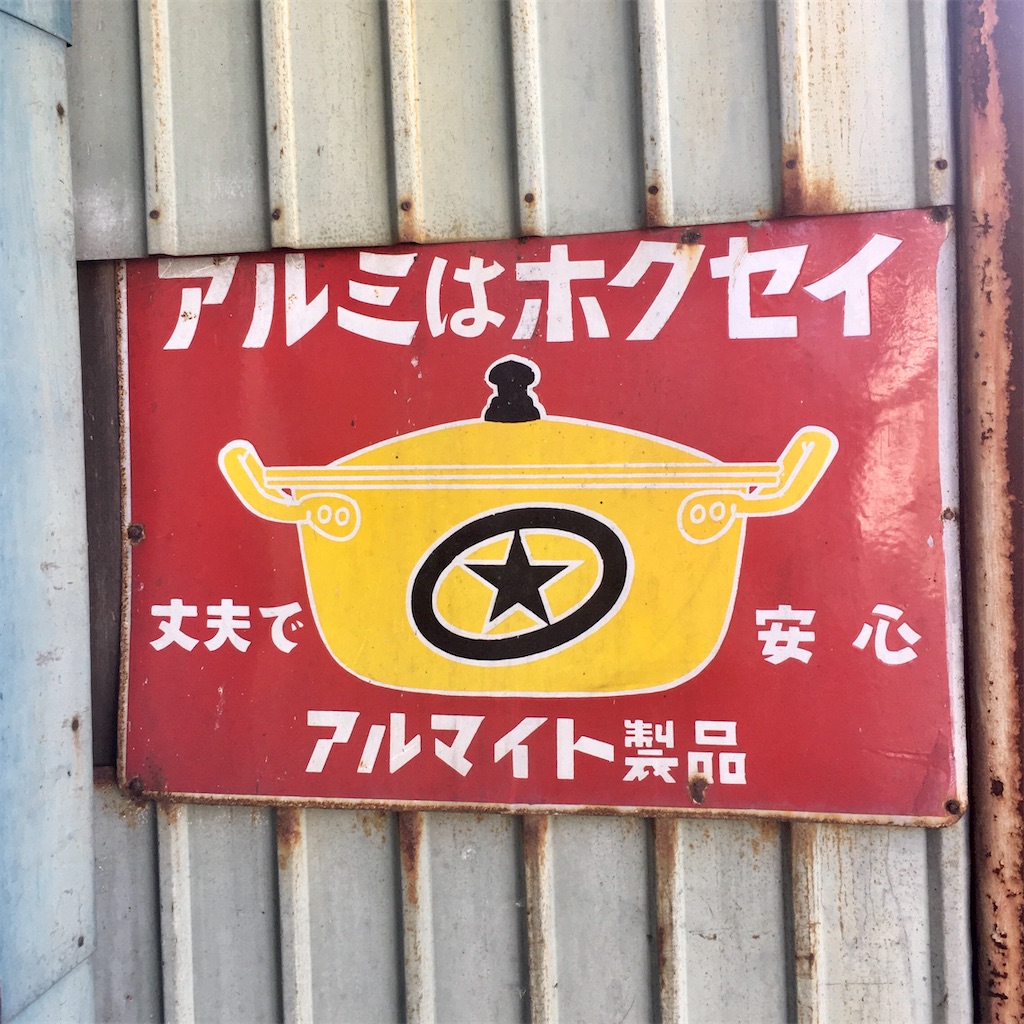 アルミはホクセイ
丈夫で 安心
アルマイト製品